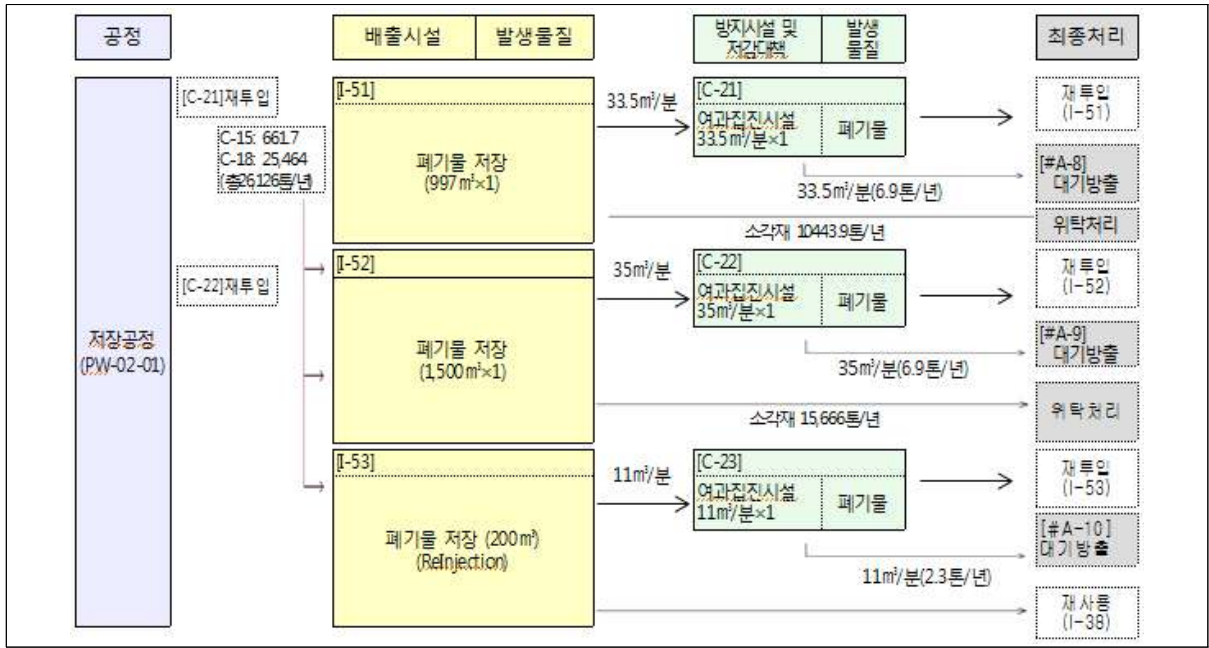 공정
배출시설
발생물질
방지시설 및
저감대책
발생
물질
최종처리
저장공정
(PW-02-01)
[C-21]재투입
C-15: 661.7
C-18: 25,464
(총26,126톤/년)
[C-22]재투입
[I-51]
폐기물 저장
(997㎥×1)
33.5㎥/분
[C-21]
여과집진시설
33.5㎥/분×1
폐기물
재투입
(I-51)
33.5㎥/분(6.9톤/년)
[#A-8]
대기방출
소각재 10443.9톤/년
위탁처리
[I-52]
폐기물 저장
(1,500㎥×1)
35㎥/분
[C-22]
여과집진시설
35㎥/분×1
폐기물
재투입
(I-52)
35㎥/분(6.9톤/년)
[#A-9]
대기방출
소각재 15,666톤/년
위탁처리
[I-53]
폐기물 저장 (200㎥)
(ReInjection)
11㎥/분
[C-23]
여과집진시설
11㎥/분×1
폐기물
재투입
(I-53)
11㎥/분(2.3톤/년)
[#A-10]
대기방출
재사용
(I-38)